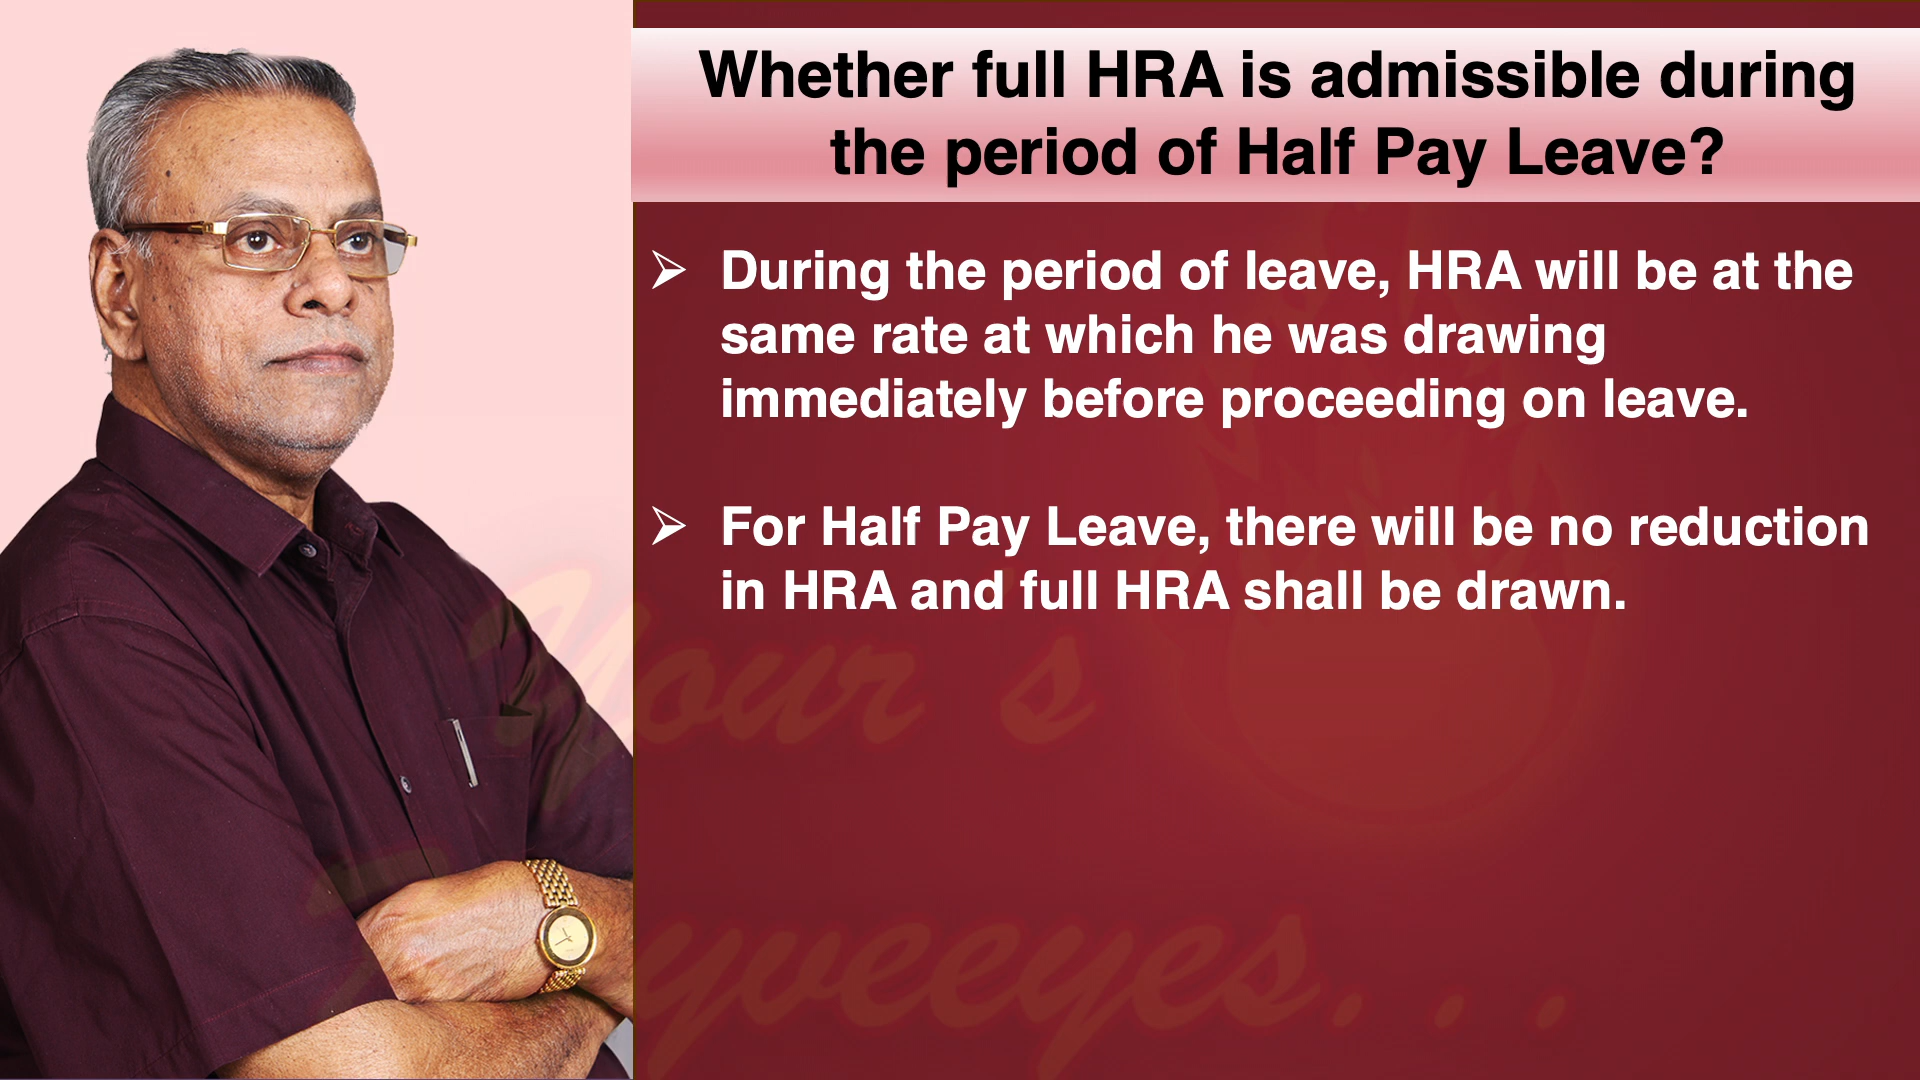 Whether full HRA is admissible during
the period of Half Pay Leave?
➢ During the period of leave, HRA will be at the
same rate at which he was drawing
immediately before proceeding on leave.
➢ For Half Pay Leave, there will be no reduction
in HRA and full HRA shall be drawn.
Your's